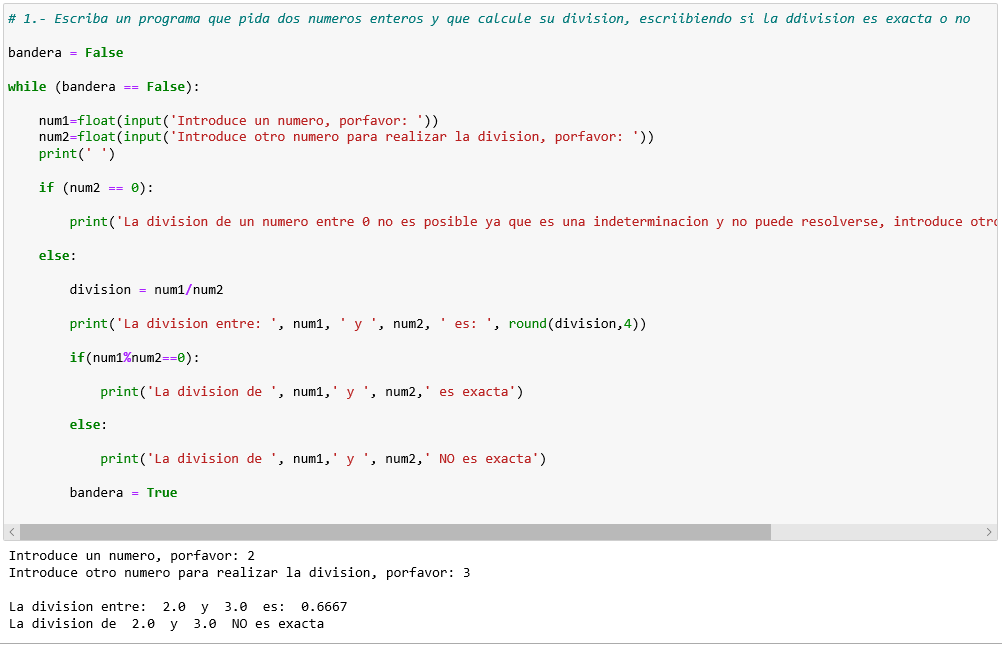 # 1.- Escriba un programa que pida dos numeros enteros y que calcule su division, escriibiendo si la ddivision es exacta o no
bandera = False
while (bandera == False):
num1=float(input('Introduce un numero, porfavor: '))
num2=float(input('Introduce otro numero para realizar la division, porfavor: '))
print(' ')
if (num2 == 0):
print('La division de un numero entre 0 no es posible ya que es una indeterminacion y no puede resolverse, introduce otro
else:
division = num1/num2
print('La division entre: ', num1, ' y ', num2, ' es: ', round(division,4))
if(num1%num2==0):
print('La division de ', num1,' y ', num2,' es exacta')
else:
print('La division de ', num1,' y ', num2,' NO es exacta')
bandera = True
Introduce un numero, porfavor: 2
Introduce otro numero para realizar la division, porfavor: 3
La division entre:  2.0  y  3.0  es:  0.6667
La division de  2.0  y  3.0  NO es exacta